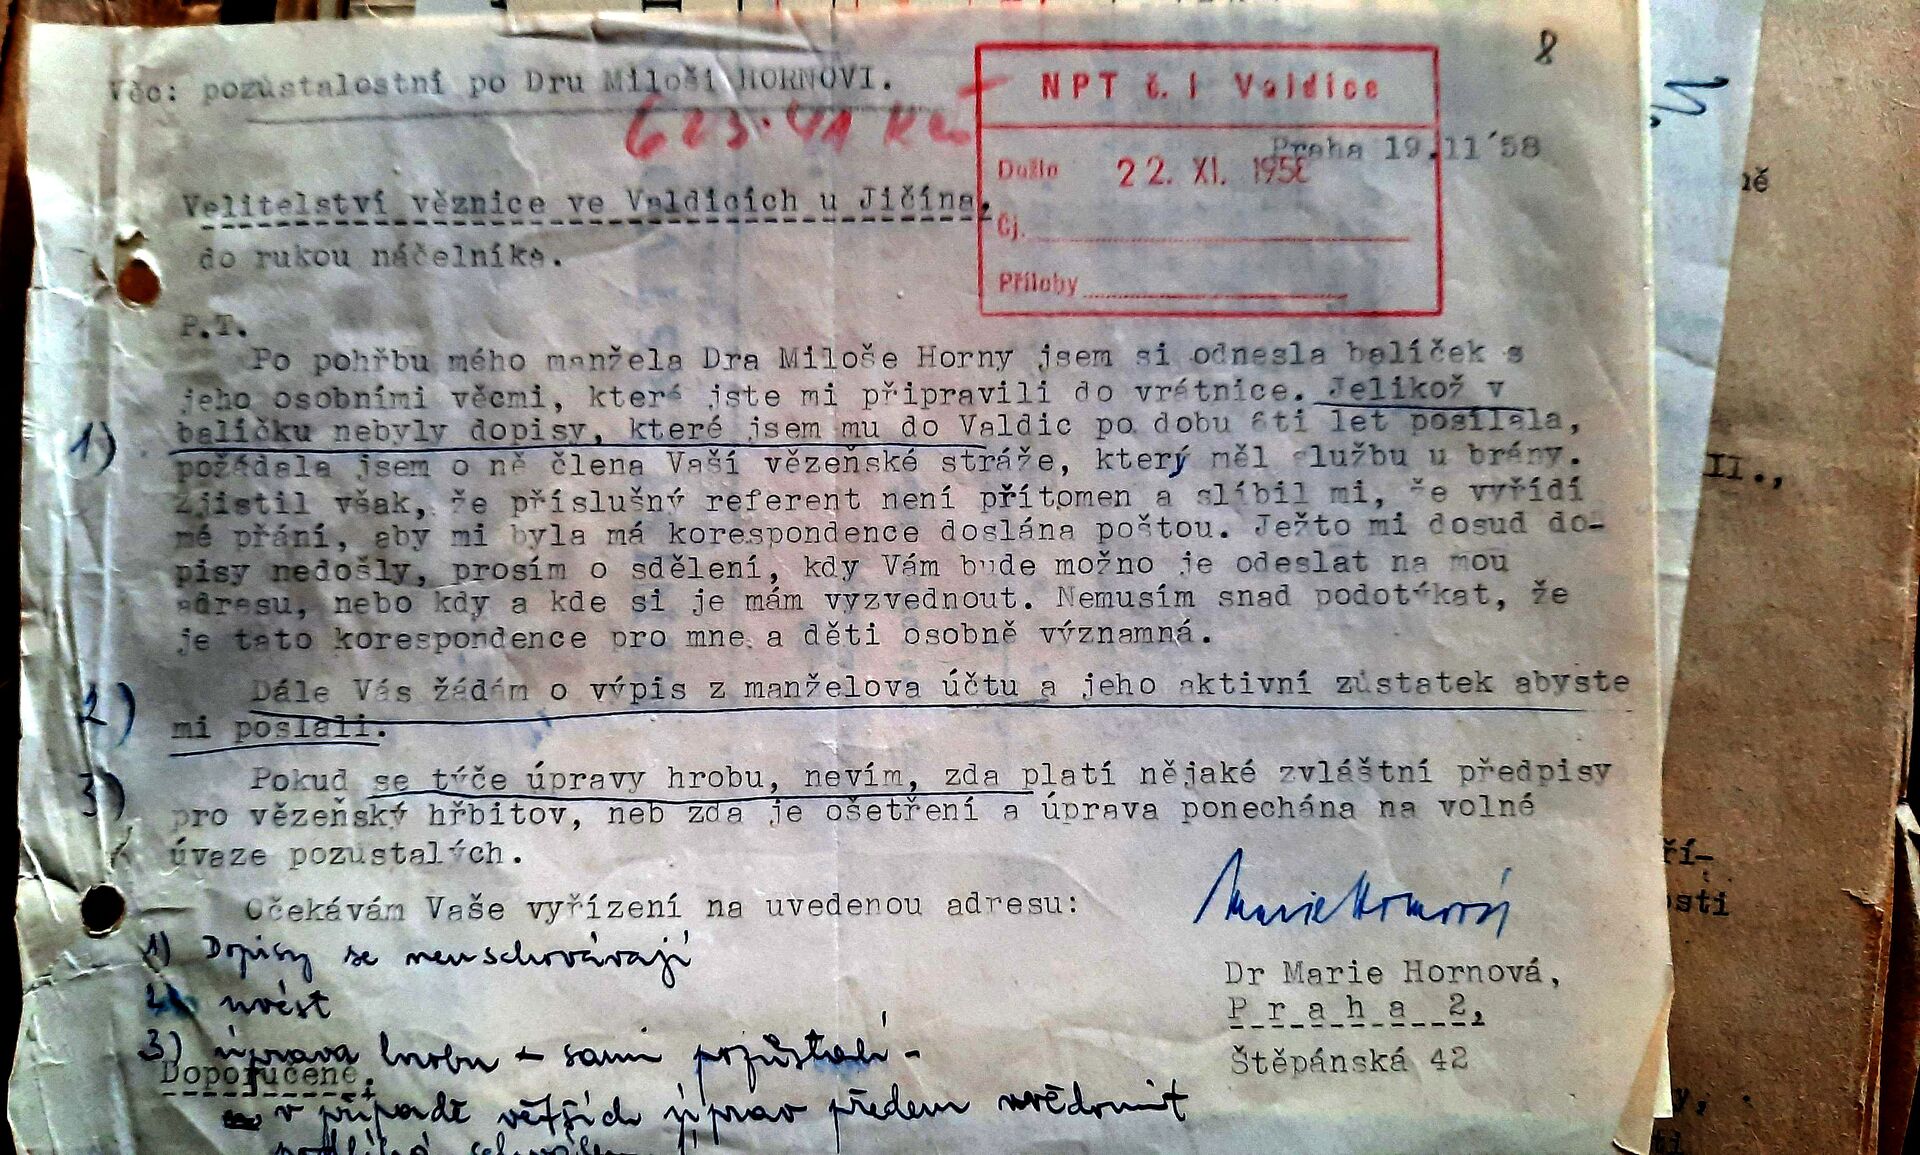 8
Věc: pozůstalostní po Dru Miloši HORNOVI.
623.41 Kčs
NPT č. 1 Valdice
Praha 19.11´58
Došlo 22. XI. 1958
Velitelství věznice ve Valdicích u Jičína,
Čj.
do rukou náčelníka.
Přílohy
P.T.
Po pohřbu mého manžela Dra Miloše Horny jsem si odnesla balíček s
jeho osobními věcmi, které jste mi připravili do vrátnice. Jelikož v
1) balíčku nebyly dopisy, které jsem mu do Valdic po dobu 6ti let posílala,
požádala jsem o ně člena Vaší vězeňské stráže, který měl službu u brány.
Zjistil však, že příslušný referent není přítomen a slíbil mi, že vyřídí
mé přání, aby mi byla má korespondence doslána poštou. Ježto mi dosud do-
pisy nedošly, prosím o sdělení, kdy Vám bude možno je odeslat na mou
adresu, nebo kdy a kde si je mám vyzvednout. Nemusím snad podotýkat, že
je tato korespondence pro mne a děti osobně významná.
2) Dále Vás žádám o výpis z manželova účtu a jeho aktivní zůstatek abyste
mi poslali.
3) Pokud se týče úpravy hrobu, nevím, zda platí nějaké zvláštní předpisy
pro vězeňský hřbitov, neb zda je ošetření a úprava ponechána na volné
úvaze pozůstalých.
Očekávám Vaše vyřízení na uvedenou adresu:
Marie Hornová
1) Dopisy se neuschovávají
Dr Marie Hornová,
2) uvést
Praha 2,
3) úprava hrobu - sami pozůstalí -
Štěpánská 42
Doporučeně,
v případě větších úprav předem uvědomit
ně
II.,
ří-
osti